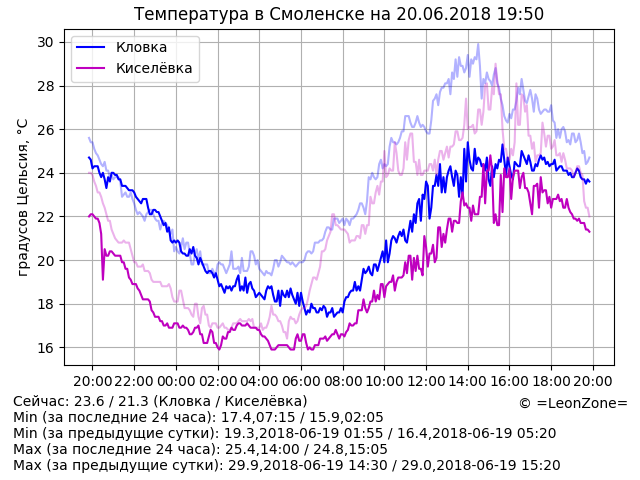 Температура в Смоленске на 20.06.2018 19:50
Кловка
Киселёвка
градусов Цельсия, °C
30
28
26
24
22
20
18
16
20:00 22:00 00:00 02:00 04:00 06:00 08:00 10:00 12:00 14:00 16:00 18:00 20:00
Сейчас: 23.6 / 21.3 (Кловка / Киселёвка)
© =LeonZone=
Min (за последние 24 часа): 17.4,07:15 / 15.9,02:05
Min (за предыдущие сутки): 19.3,2018-06-19 01:55 / 16.4,2018-06-19 05:20
Max (за последние 24 часа): 25.4,14:00 / 24.8,15:05
Max (за предыдущие сутки): 29.9,2018-06-19 14:30 / 29.0,2018-06-19 15:20